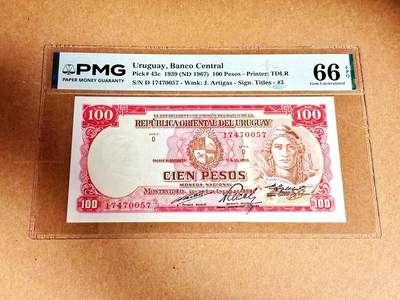 PMG
PAPER MONEY GUARANTY
Uruguay, Banco Central
Pick# 43c 1939 (ND 1967) 100 Pesos - Printer: TDLR
S/N D 17470057 - Wmk: J. Artigas - Sign. Titles - #3
66 EPQ
Gem Uncirculated
100
100
REPÚBLICA ORIENTAL DEL URUGUAY
SERIE
D
17470057
D
CIEN PESOS
MONEDA NACIONAL
MONTEVIDEO,
17470057
100
100